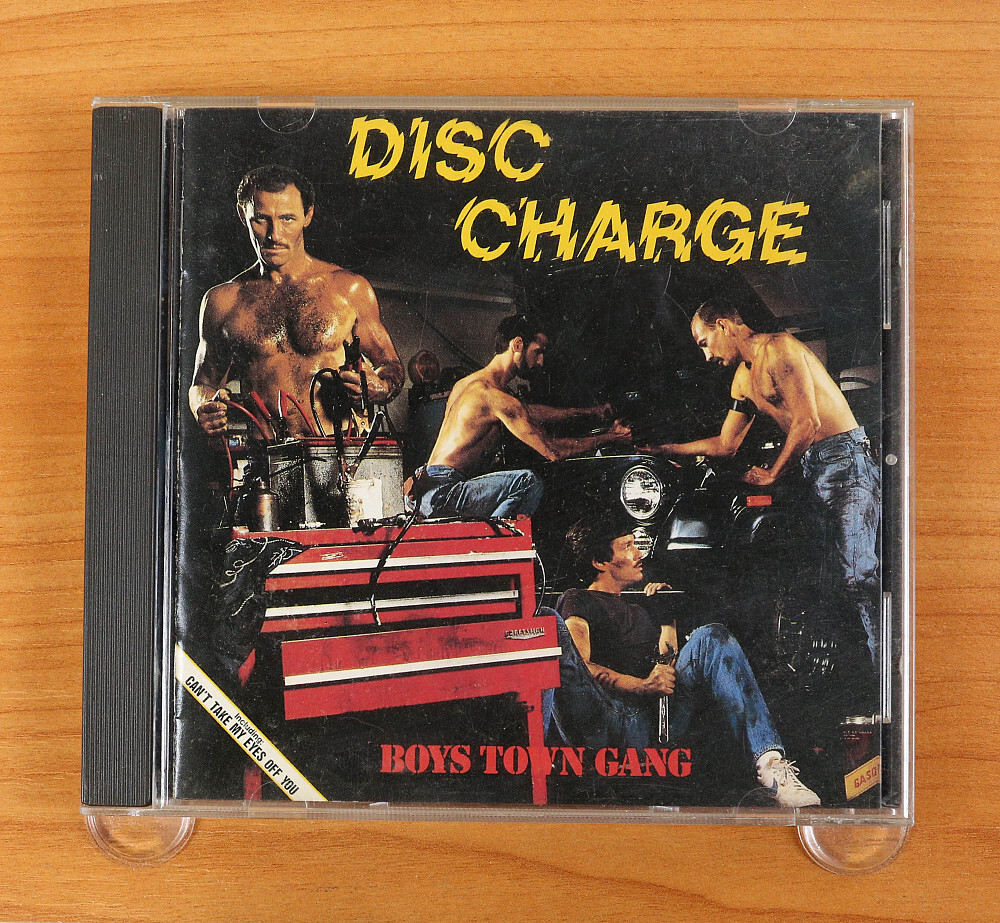 DISC
CHARGE
including:
CAN'T TAKE MY EYES OFF YOU
BOYS TOWN GANG